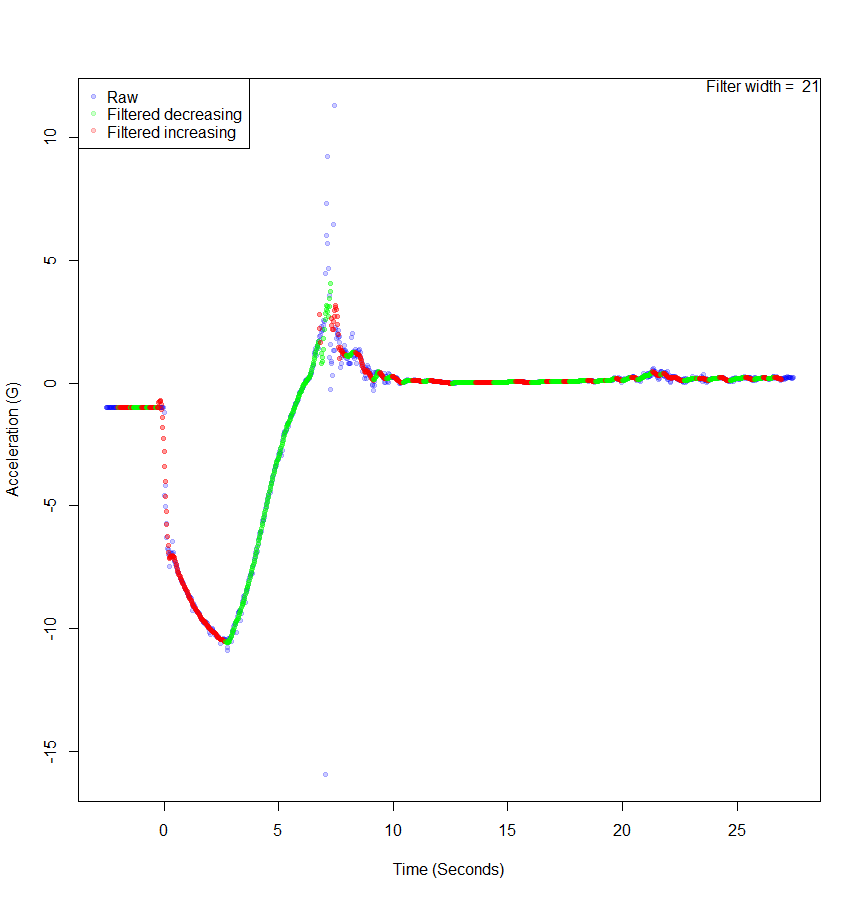 Filter width = 21
Raw
Filtered decreasing
Filtered increasing
10
5
0
-5
-10
-15
Acceleration (G)
0 5 10 15 20 25
Time (Seconds)